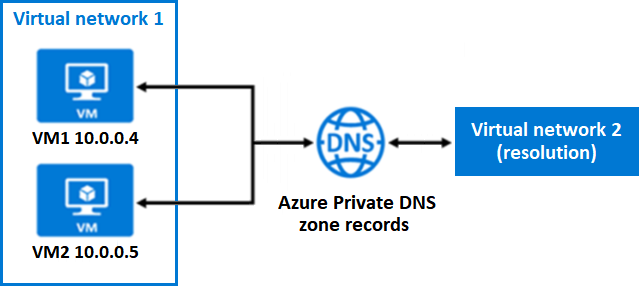 Virtual network 1
VM
VM1 10.0.0.4
VM
VM2 10.0.0.5
DNS
Azure Private DNS
zone records
Virtual network 2
(resolution)